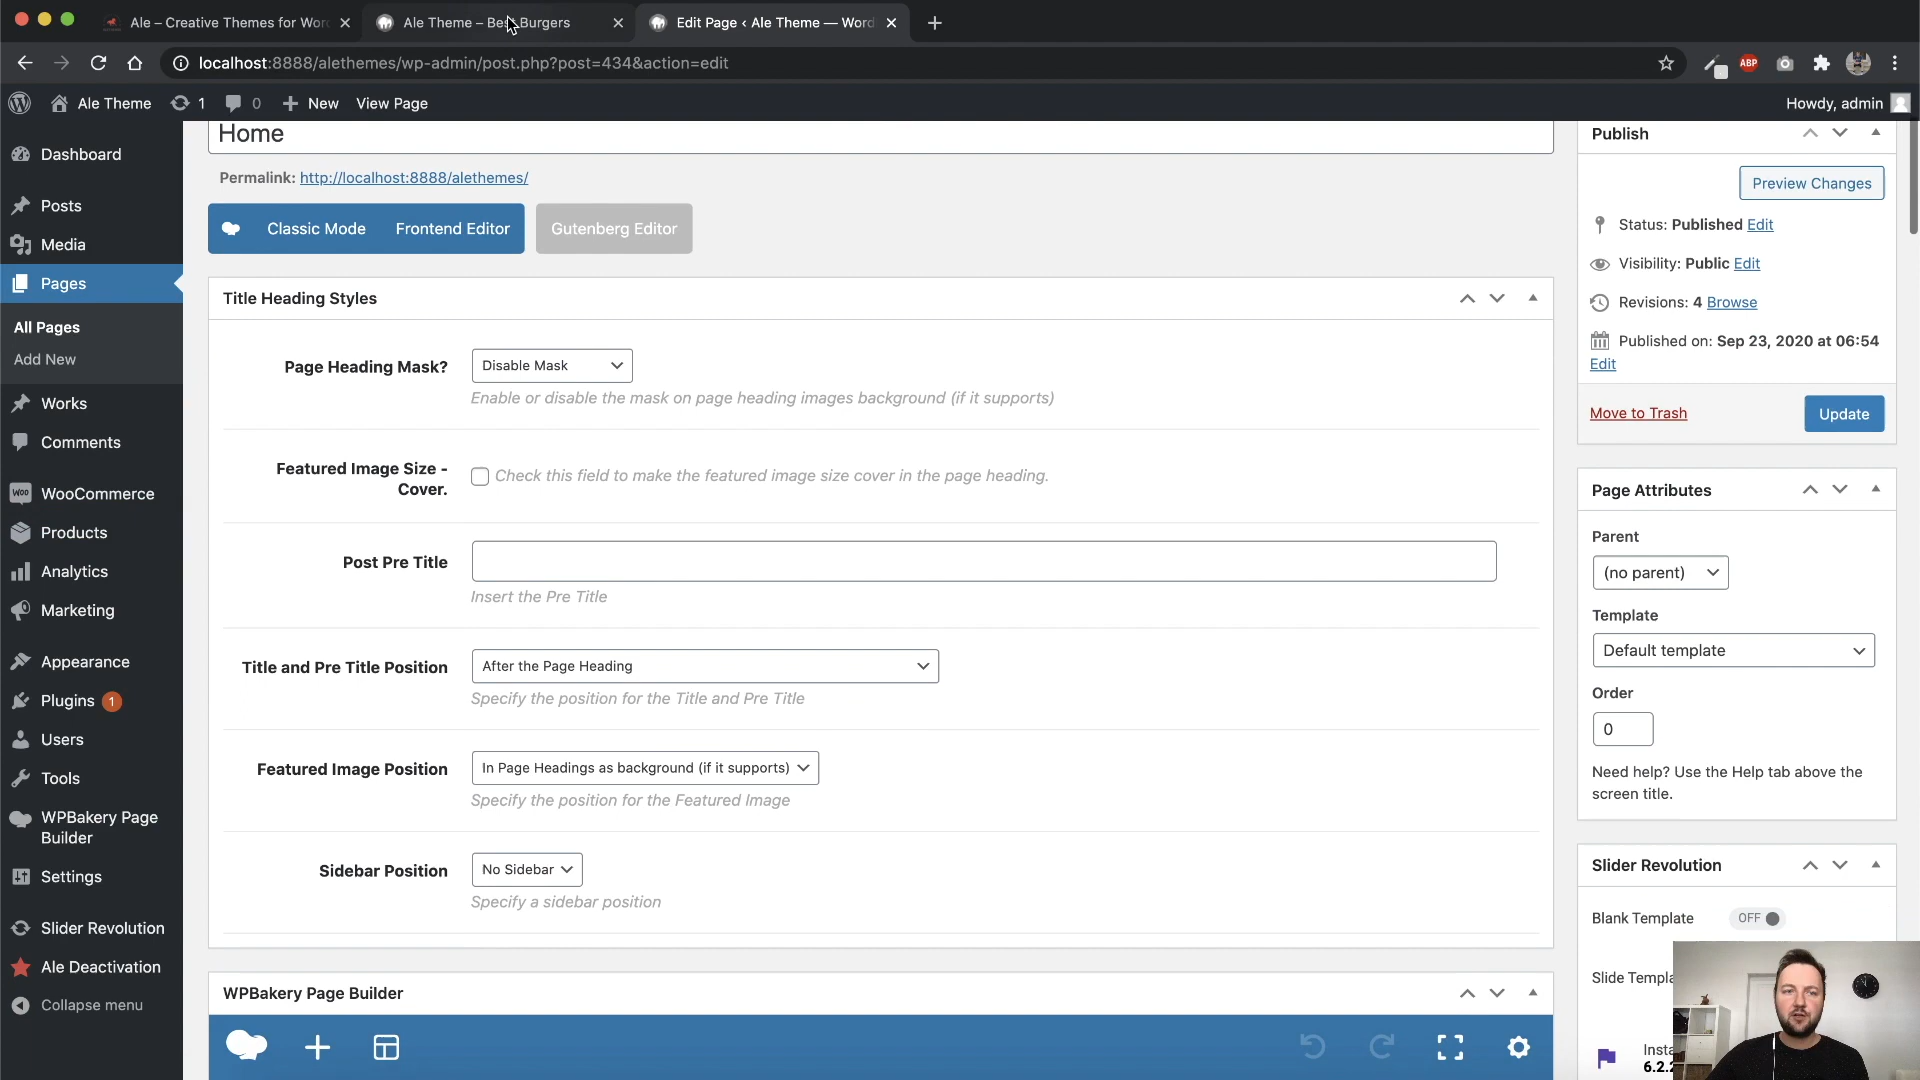 Ale – Creative Themes for Wor
Ale Theme – Best Burgers
Edit Page ‹ Ale Theme — Word
localhost:8888/alethemes/wp-admin/post.php?post=434&action=edit
ABP
Ale Theme
1
0
New
View Page
Howdy, admin
Dashboard
Posts
Media
Pages
All Pages
Add New
Works
Comments
WooCommerce
Products
Analytics
Marketing
Appearance
Plugins 1
Users
Tools
WPBakery Page
Builder
Settings
Slider Revolution
Ale Deactivation
Collapse menu
Home
Permalink: http://localhost:8888/alethemes/
Classic Mode
Frontend Editor
Gutenberg Editor
Title Heading Styles
Page Heading Mask?
Disable Mask
Enable or disable the mask on page heading images background (if it supports)
Featured Image Size -
Cover.
Check this field to make the featured image size cover in the page heading.
Post Pre Title
Insert the Pre Title
Title and Pre Title Position
After the Page Heading
Specify the position for the Title and Pre Title
Featured Image Position
In Page Headings as background (if it supports)
Specify the position for the Featured Image
Sidebar Position
No Sidebar
Specify a sidebar position
WPBakery Page Builder
Publish
Preview Changes
Status: Published Edit
Visibility: Public Edit
Revisions: 4 Browse
Published on: Sep 23, 2020 at 06:54
Edit
Move to Trash
Update
Page Attributes
Parent
(no parent)
Template
Default template
Order
0
Need help? Use the Help tab above the
screen title.
Slider Revolution
Blank Template
OFF
Slide Templa
Insta
6.2.2